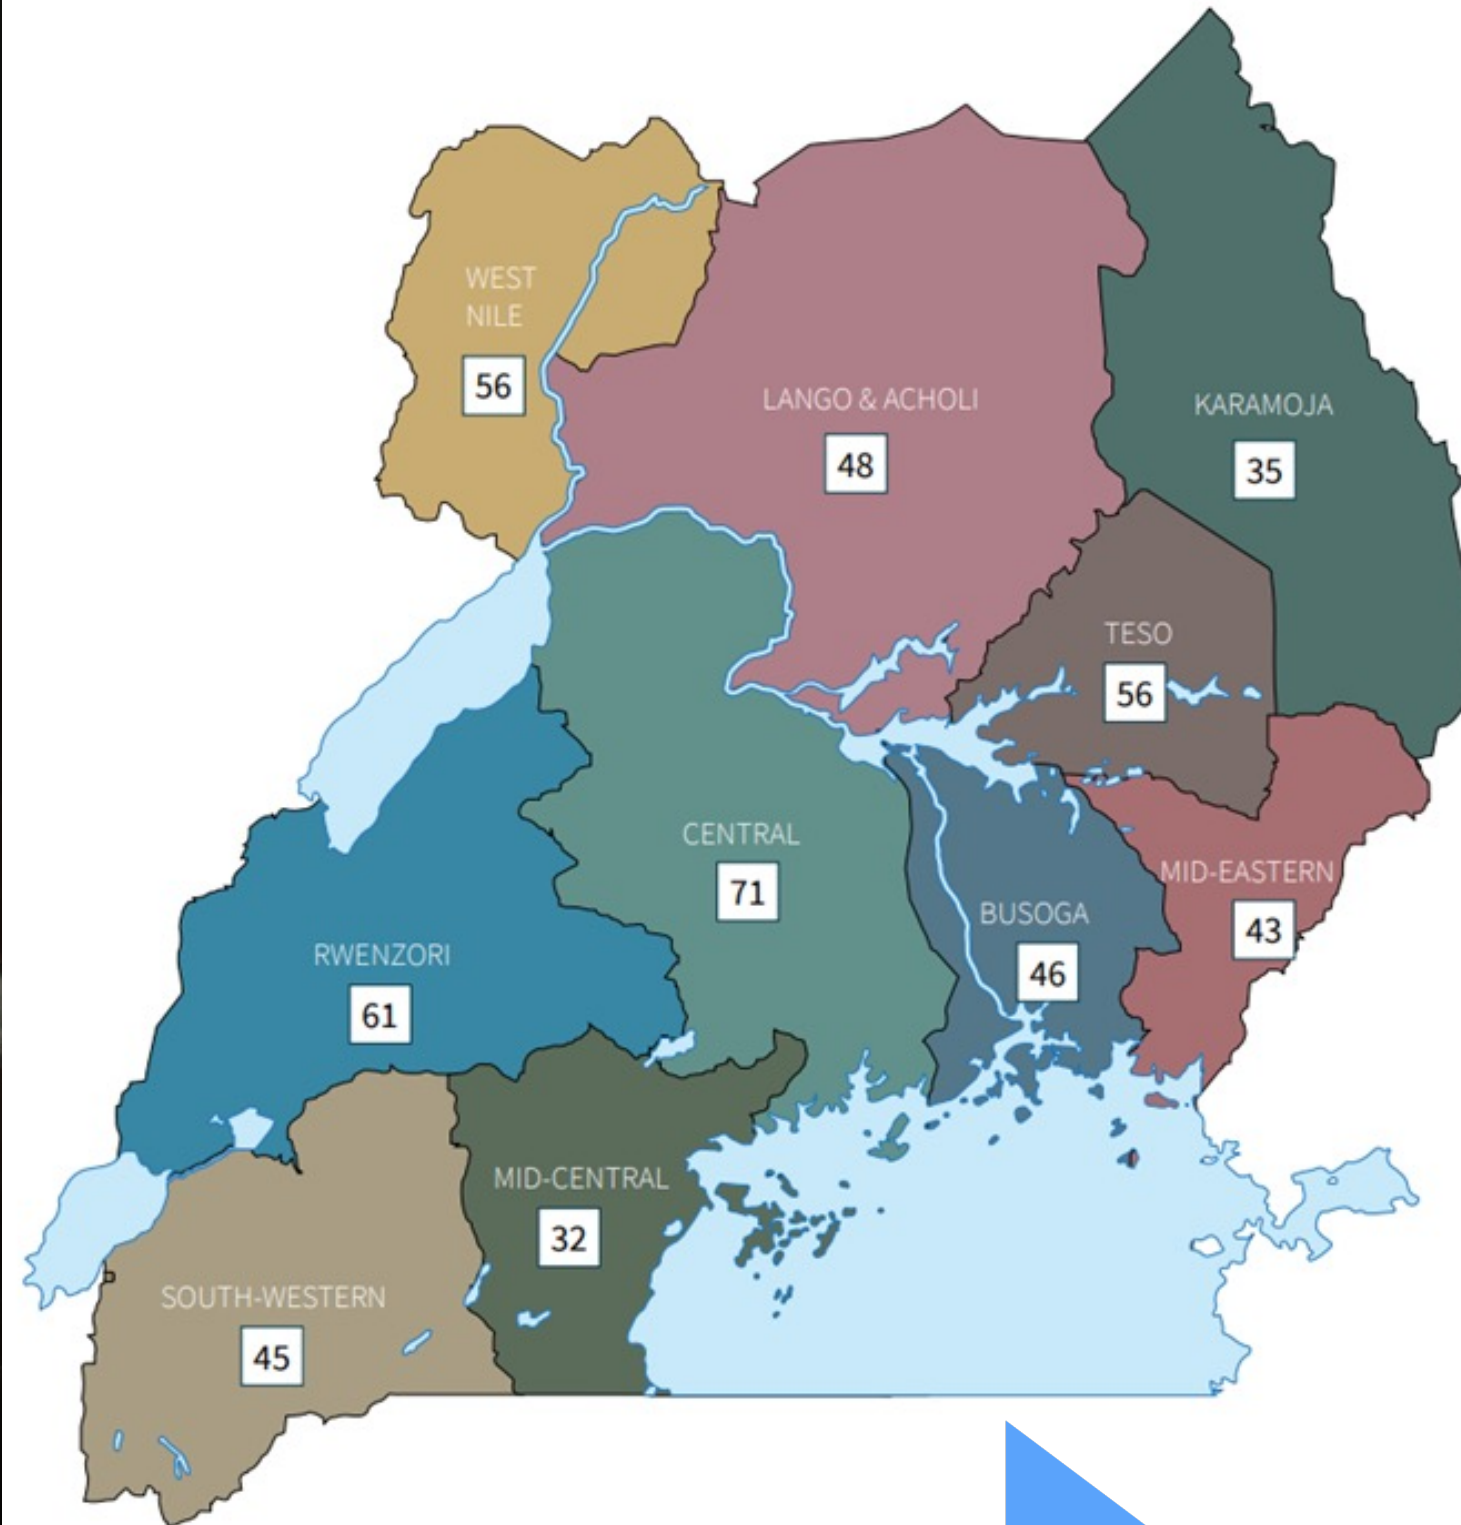 WEST
NILE
56
LANGO & ACHOLI
48
KARAMOJA
35
TESO
56
CENTRAL
71
MID-EASTERN
43
BUSOGA
46
RWENZORI
61
MID-CENTRAL
32
SOUTH-WESTERN
45